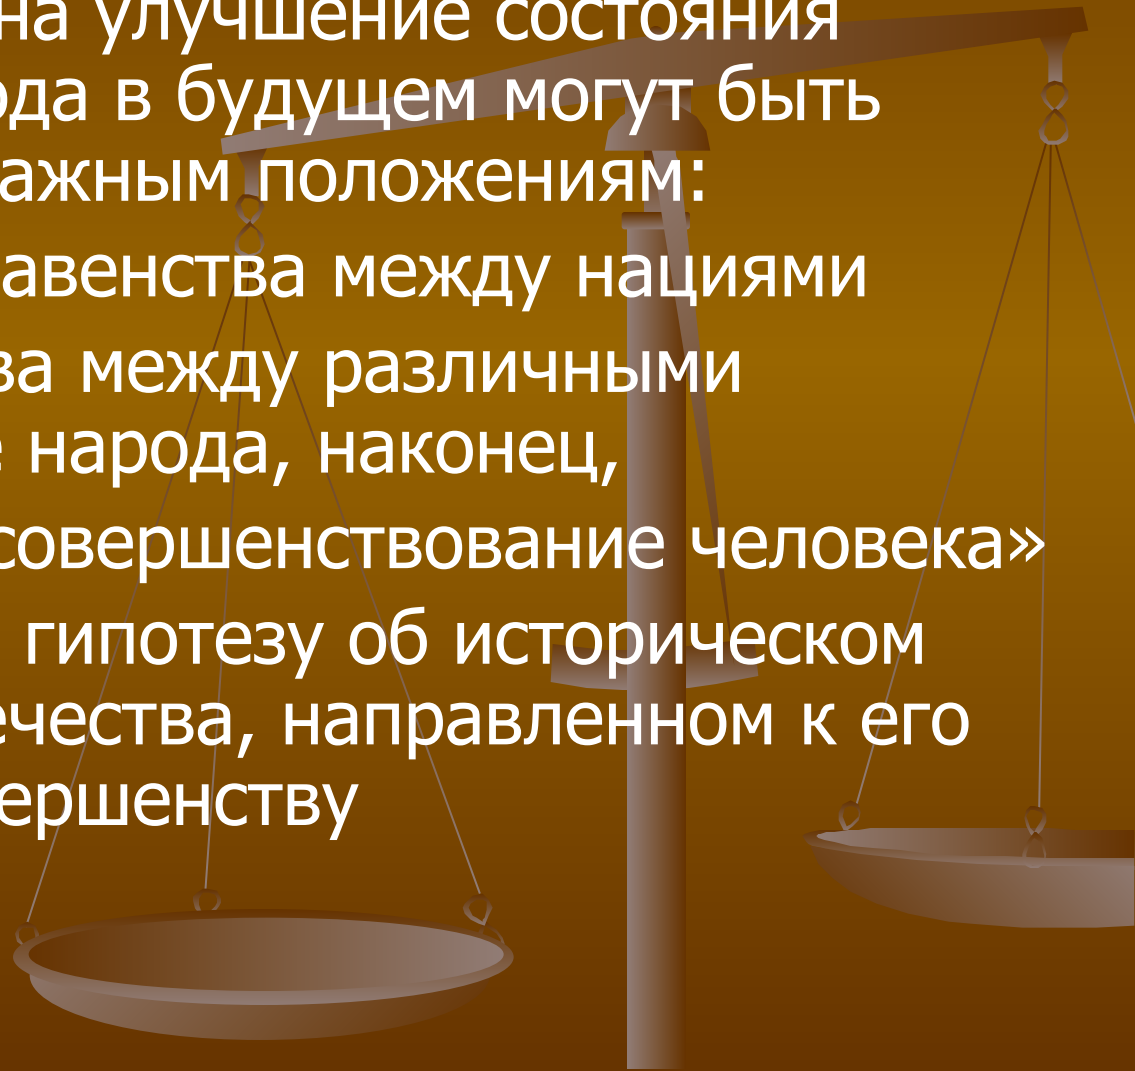 на улучшение состояния
ода в будущем могут быть
ажным положениям:
авенства между нациями
ва между различными
е народа, наконец,
совершенствование человека»
гипотезу об историческом
ечества, направленном к его
ершенству